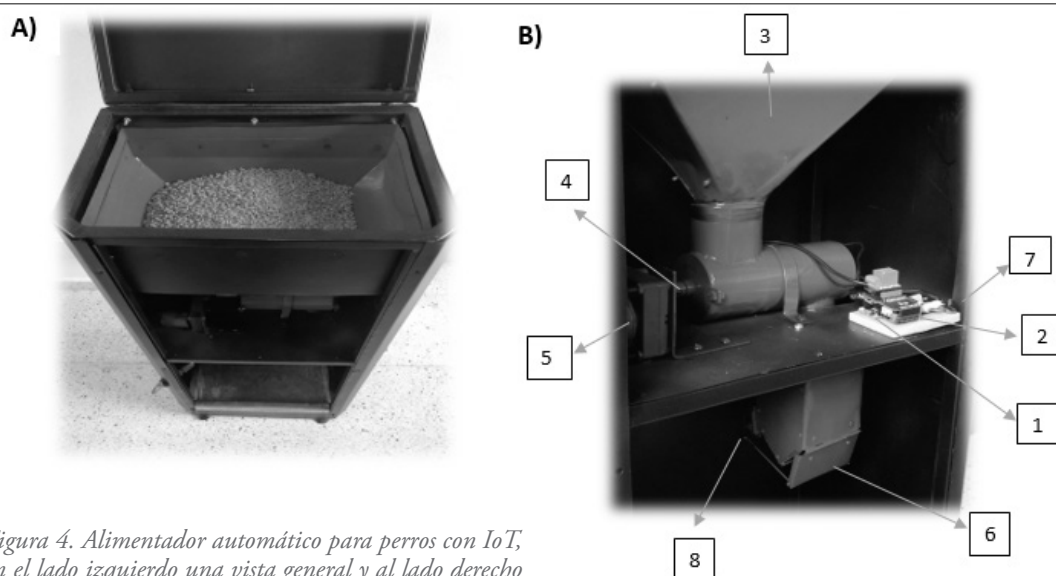 A)
B)
3
4
7
2
5
1
6
8
Figura 4. Alimentador automático para perros con IoT,
el lado izquierdo una vista general y al lado derecho